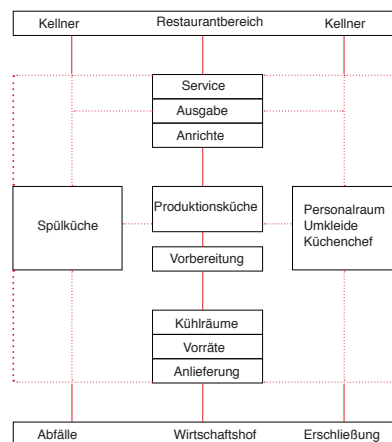 Kellner Restaurantbereich Kellner
Service
Ausgabe
Anrichte
Spülküche
Produktionsküche
Personalraum
Umkleide
Küchenchef
Vorbereitung
Kühlräume
Vorräte
Anlieferung
Abfälle Wirtschaftshof Erschließung